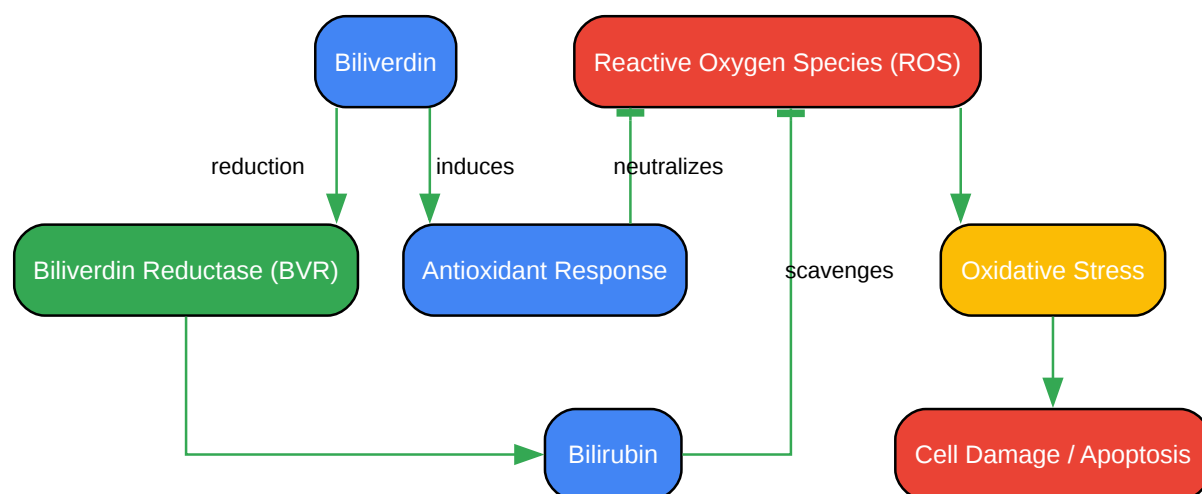 Biliverdin
Reactive Oxygen Species (ROS)
reduction
induces
neutralizes
Biliverdin Reductase (BVR)
Antioxidant Response
scavenges
Oxidative Stress
Bilirubin
Cell Damage / Apoptosis